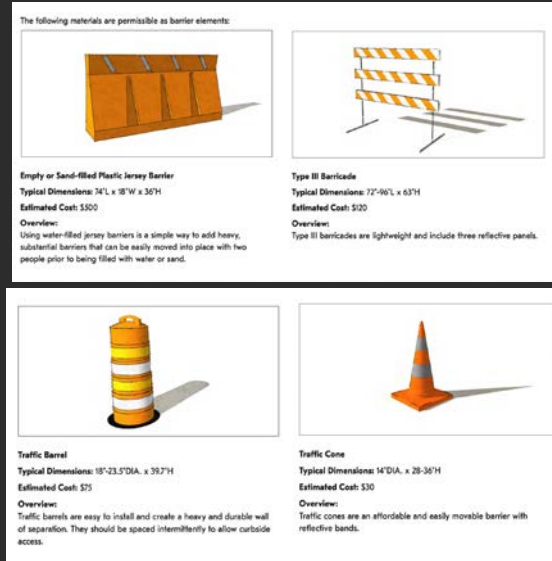 The following materials are permissible as barrier elements:
Empty or Sand-filled Plastic Jersey Barrier
Typical Dimensions: 74"L x 18"W x 36"H
Estimated Cost: $500
Overview:
Using water-filled jersey barriers is a simple way to add heavy,
substantial barriers that can be easily moved into place with two
people prior to being filled with water or sand.
Type III Barricade
Typical Dimensions: 72"-96"L x 63"H
Estimated Cost: $120
Overview:
Type III barricades are lightweight and include three reflective panels.
Traffic Barrel
Typical Dimensions: 18"-23.5"DIA. x 39.7"H
Estimated Cost: $75
Overview:
Traffic barrels are easy to install and create a heavy and durable wall
of separation. They should be spaced intermittently to allow curbside
access.
Traffic Cone
Typical Dimensions: 14"DIA. x 28-36"H
Estimated Cost: $30
Overview:
Traffic cones are an affordable and easily movable barrier with
reflective bands.